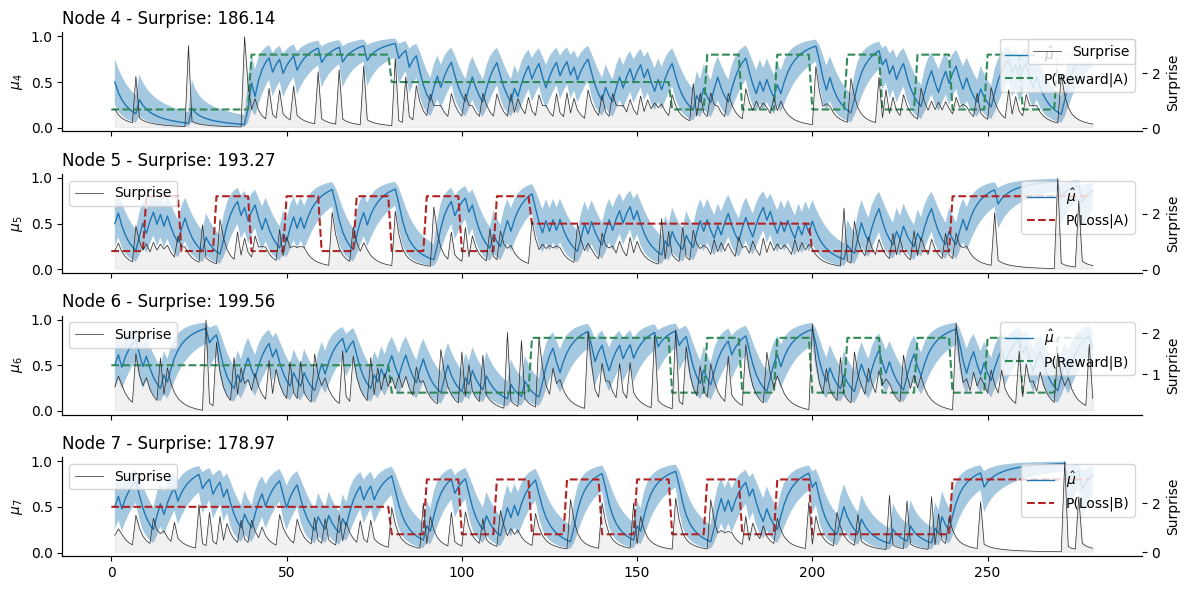 Node 4 - Surprise: 186.14
1.0
0.5
0.0
μ4
2
0
Surprise
μ̂
Surprise
P(Reward|A)
Node 5 - Surprise: 193.27
1.0
0.5
0.0
μ5
2
0
Surprise
Surprise
μ̂
P(Loss|A)
Node 6 - Surprise: 199.56
1.0
0.5
0.0
μ6
2
1
Surprise
Surprise
μ̂
P(Reward|B)
Node 7 - Surprise: 178.97
1.0
0.5
0.0
μ7
2
0
Surprise
Surprise
μ̂
P(Loss|B)
0 50 100 150 200 250